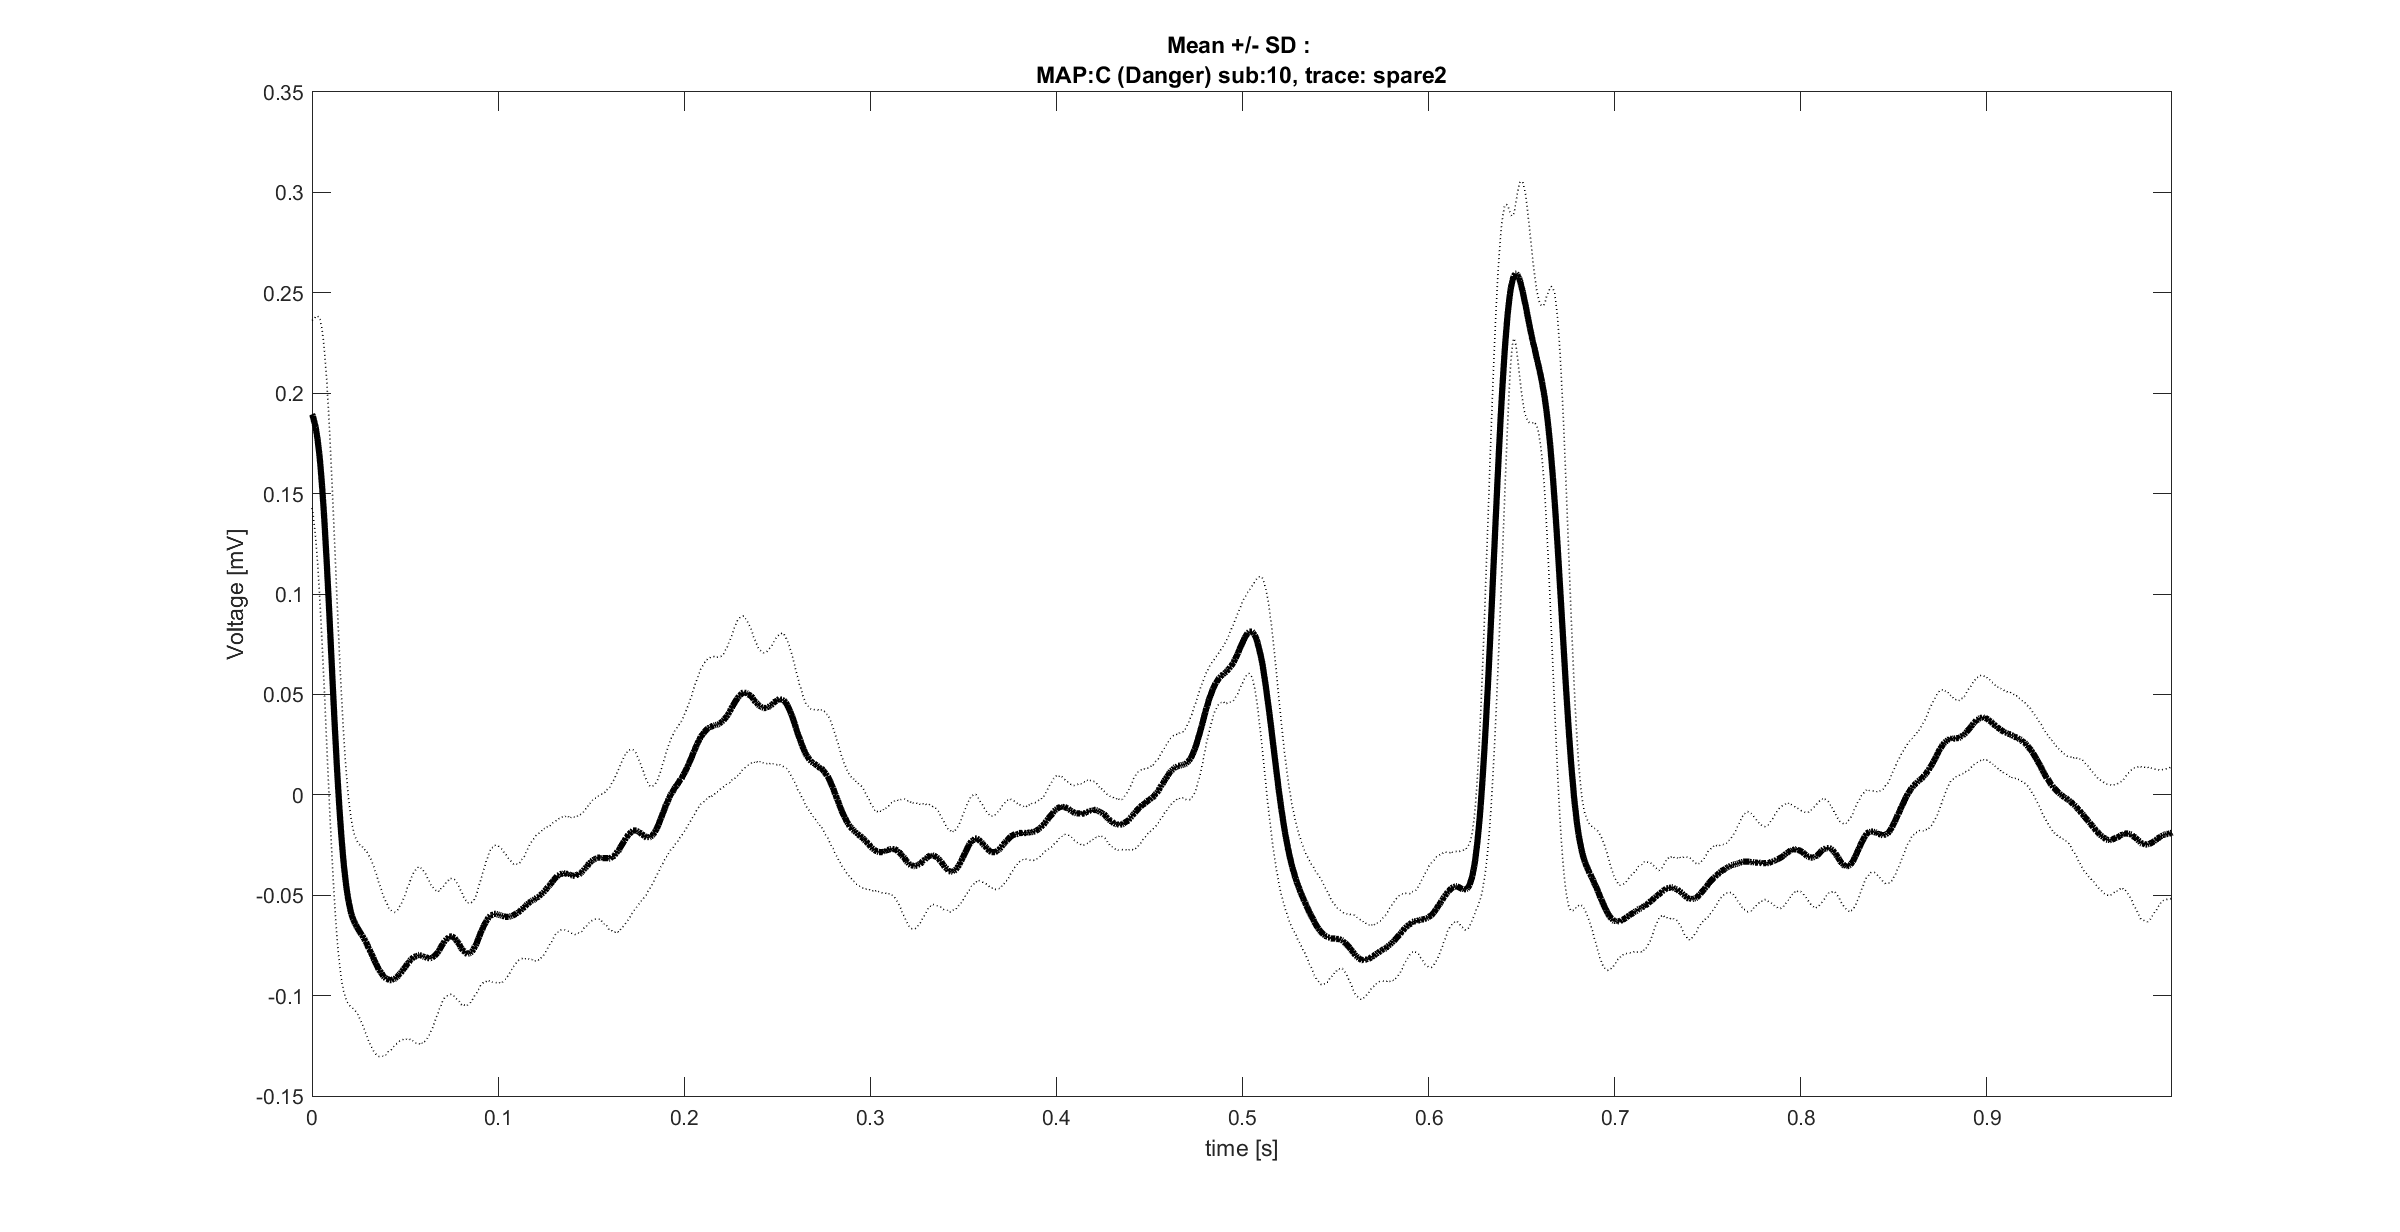 Mean +/- SD :
MAP:C (Danger) sub:10, trace: spare2
0.35
0.3
0.25
0.2
0.15
0.1
0.05
0
-0.05
-0.1
-0.15
Voltage [mV]
0 0.1 0.2 0.3 0.4 0.5 0.6 0.7 0.8 0.9
time [s]